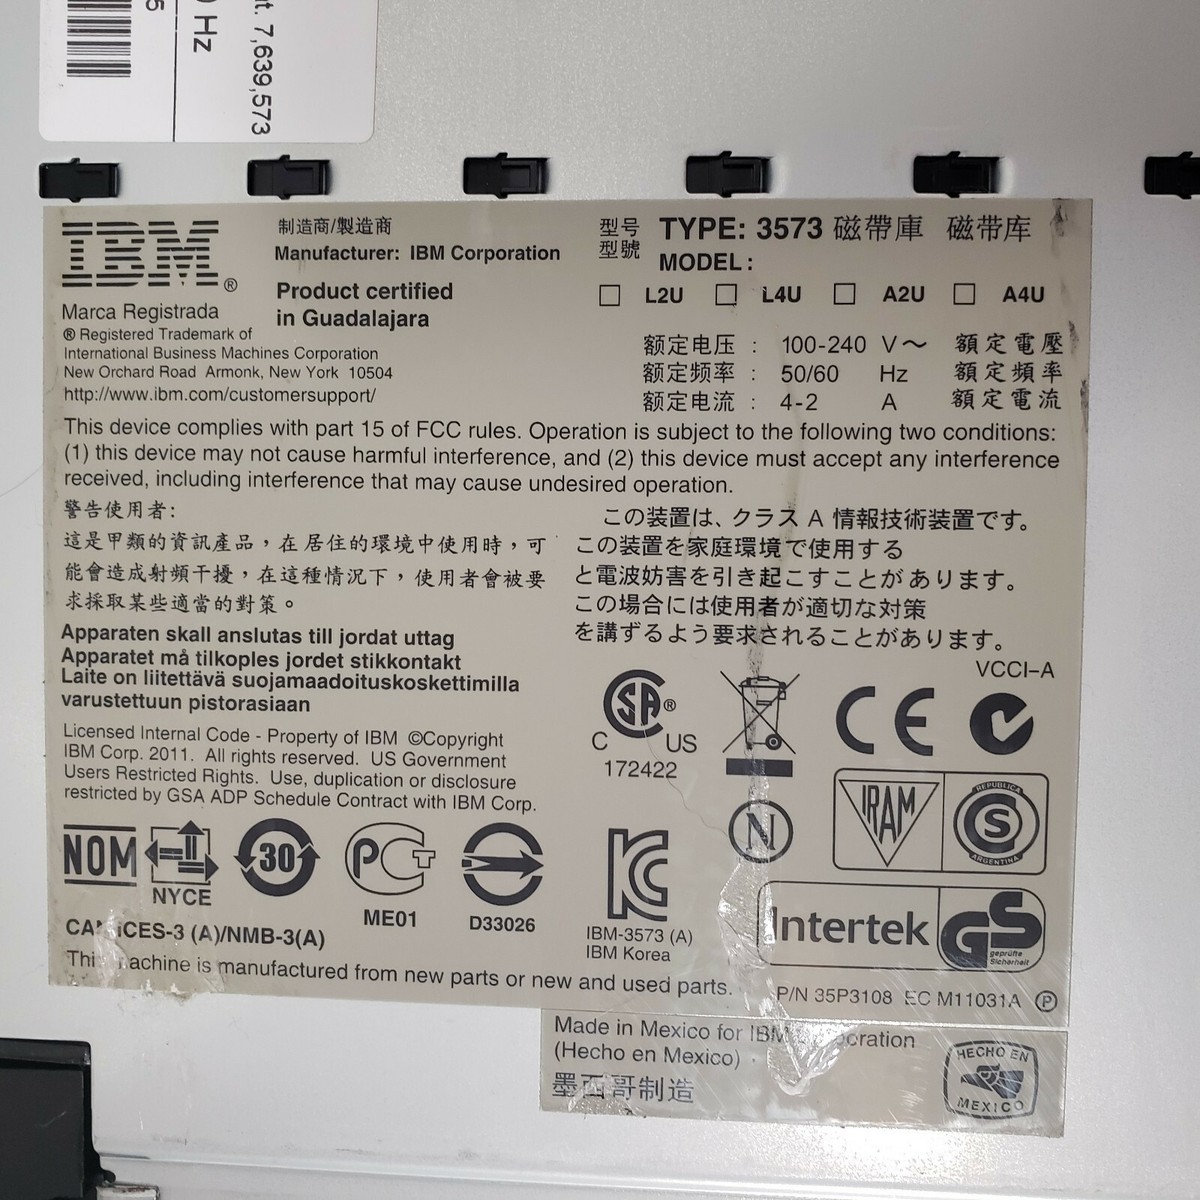 t. 7,639,573
Hz
IBM®
制造商/製造商
Manufacturer: IBM Corporation
Product certified
in Guadalajara
Marca Registrada
® Registered Trademark of
International Business Machines Corporation
New Orchard Road Armonk, New York 10504
http://www.ibm.com/customersupport/
型号 TYPE: 3573 磁帶庫 磁带库
型號 MODEL:
L2U L4U A2U A4U
额定电压 : 100-240 V～ 額定電壓
额定频率 : 50/60 Hz 額定頻率
额定电流 : 4-2 A 額定電流
This device complies with part 15 of FCC rules. Operation is subject to the following two conditions:
(1) this device may not cause harmful interference, and (2) this device must accept any interference
received, including interference that may cause undesired operation.
警告使用者:
這是甲類的資訊產品，在居住的環境中使用時，可
能會造成射頻干擾，在這種情況下，使用者會被要
求採取某些適當的對策。
この装置は、クラス A 情報技術装置です。
この装置を家庭環境で使用する
と電波妨害を引き起こすことがあります。
この場合には使用者が適切な対策
を講ずるよう要求されることがあります。
VCCI-A
Apparaten skall anslutas till jordat uttag
Apparatet må tilkoples jordet stikkontakt
Laite on liitettävä suojamaadoituskoskettimilla
varustettuun pistorasiaan
Licensed Internal Code - Property of IBM ©Copyright
IBM Corp. 2011. All rights reserved. US Government
Users Restricted Rights. Use, duplication or disclosure
restricted by GSA ADP Schedule Contract with IBM Corp.
SA®
C US
172422
CE
N
IRAM
REPUBLICA
S
ARGENTINA
NOM
NYCE
30
PCT
ME01
D33026
KC
IBM-3573 (A)
IBM Korea
Intertek
GS
geprüfte
Sicherheit
ICES-3 (A)/NMB-3(A)
machine is manufactured from new parts or new and used parts.
P/N 35P3108 EC M11031A Ⓟ
Made in Mexico for IBM
(Hecho en Mexico)
墨西哥制造
HECHO EN
MEXICO